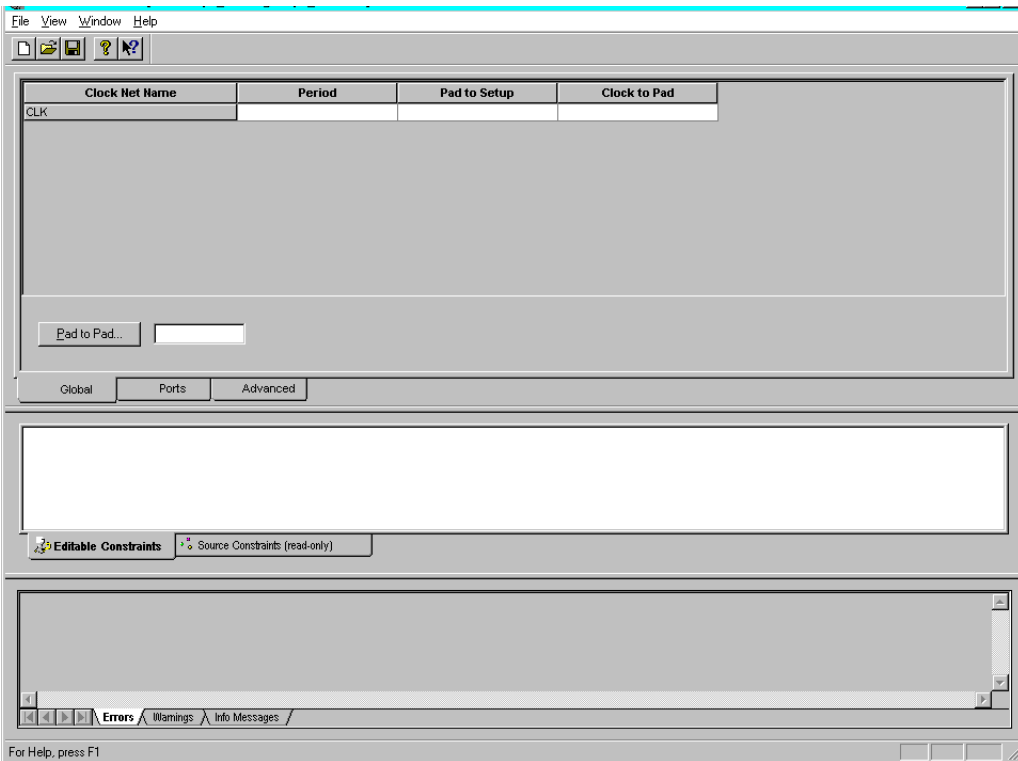 File View Window Help
Clock Net Name Period Pad to Setup Clock to Pad
CLK
Pad to Pad...
Global Ports Advanced
Editable Constraints Source Constraints (read-only)
Errors Warnings Info Messages
For Help, press F1